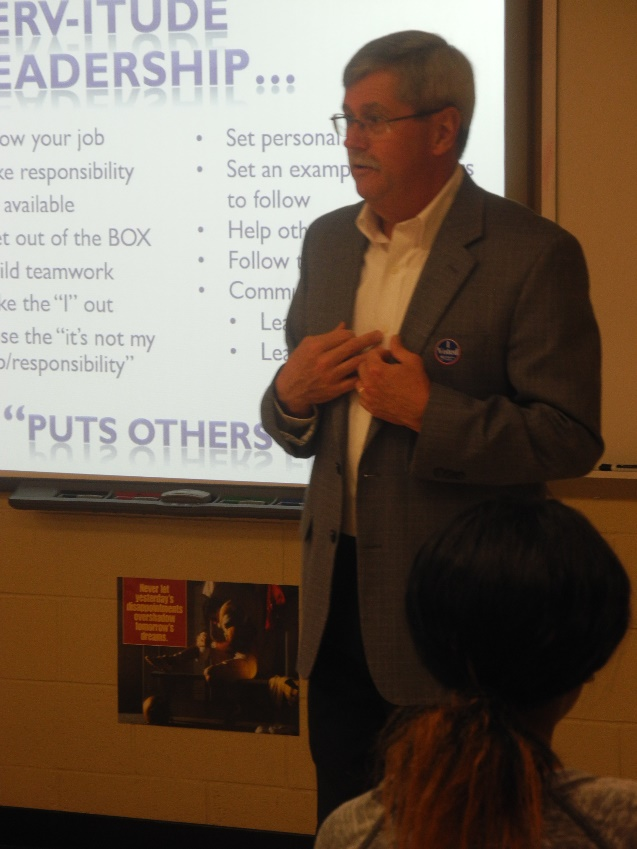 ERV-ITUDE
EADERSHIP...
ow your job
ke responsibility
available
et out of the BOX
ild teamwork
ke the “I” out
se the “it’s not my
b/responsibility”
• Set personal
• Set an examp
to follow
• Help oth
• Follow t
• Commu
• Lea
• Lea
“PUTS OTHERS
I Voted
Never let
yesterday's
disappointments
overshadow
tomorrow's
dreams.